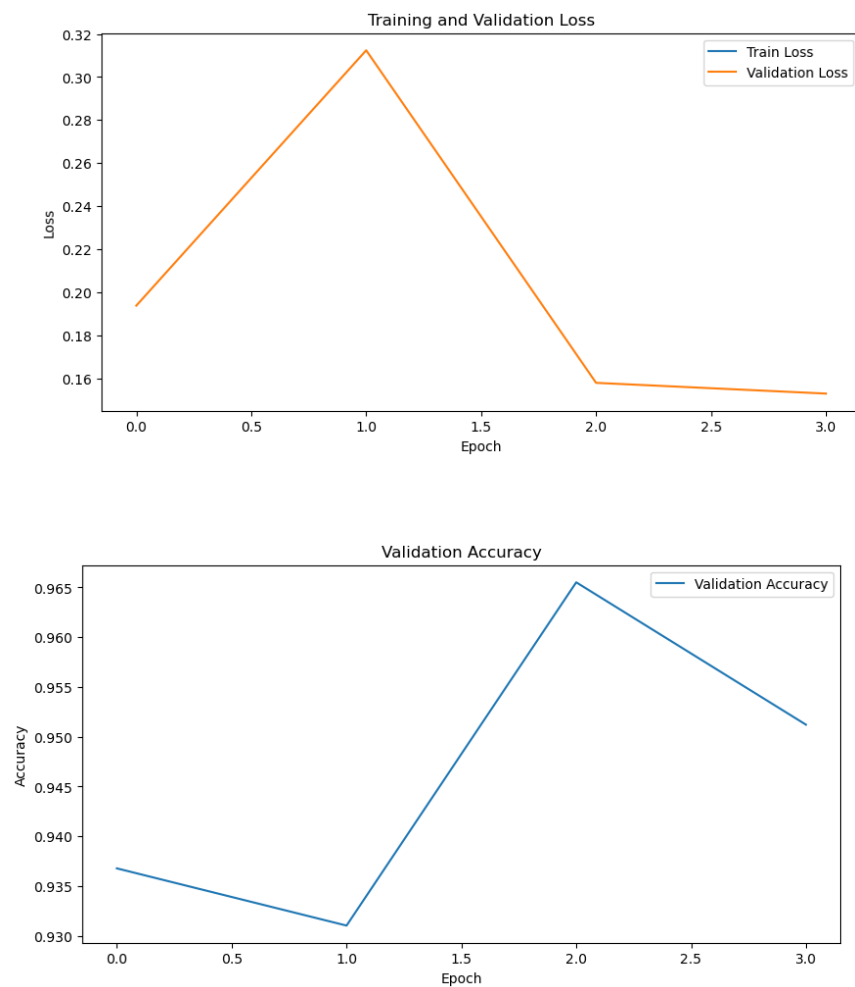 Training and Validation Loss
0.32
0.30
0.28
0.26
0.24
0.22
0.20
0.18
0.16
Loss
Train Loss
Validation Loss
0.0 0.5 1.0 1.5 2.0 2.5 3.0
Epoch
Validation Accuracy
0.965
0.960
0.955
0.950
0.945
0.940
0.935
0.930
Accuracy
Validation Accuracy
0.0 0.5 1.0 1.5 2.0 2.5 3.0
Epoch